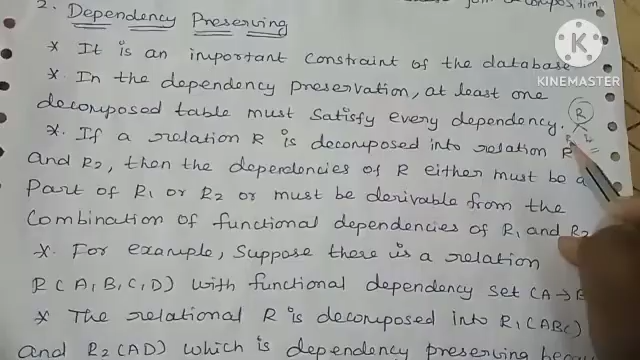 join
2. Dependency Preserving
* It is an important constraint of the database
* In the dependency preservation, at least one
decomposed table must satisfy every dependency.
*. If a relation R is decomposed into relation R
and R2, then the dependencies of R either must be a
part of R1 or R2 or must be derivable from the
combination of functional dependencies of R1 and R2
* For example, Suppose there is a relation
R(A,B,C,D) with functional dependency set (A→B
* The relational R is decomposed into R1(ABC)
and R2(AD) which is dependency preserving
R
K
KINEMASTER